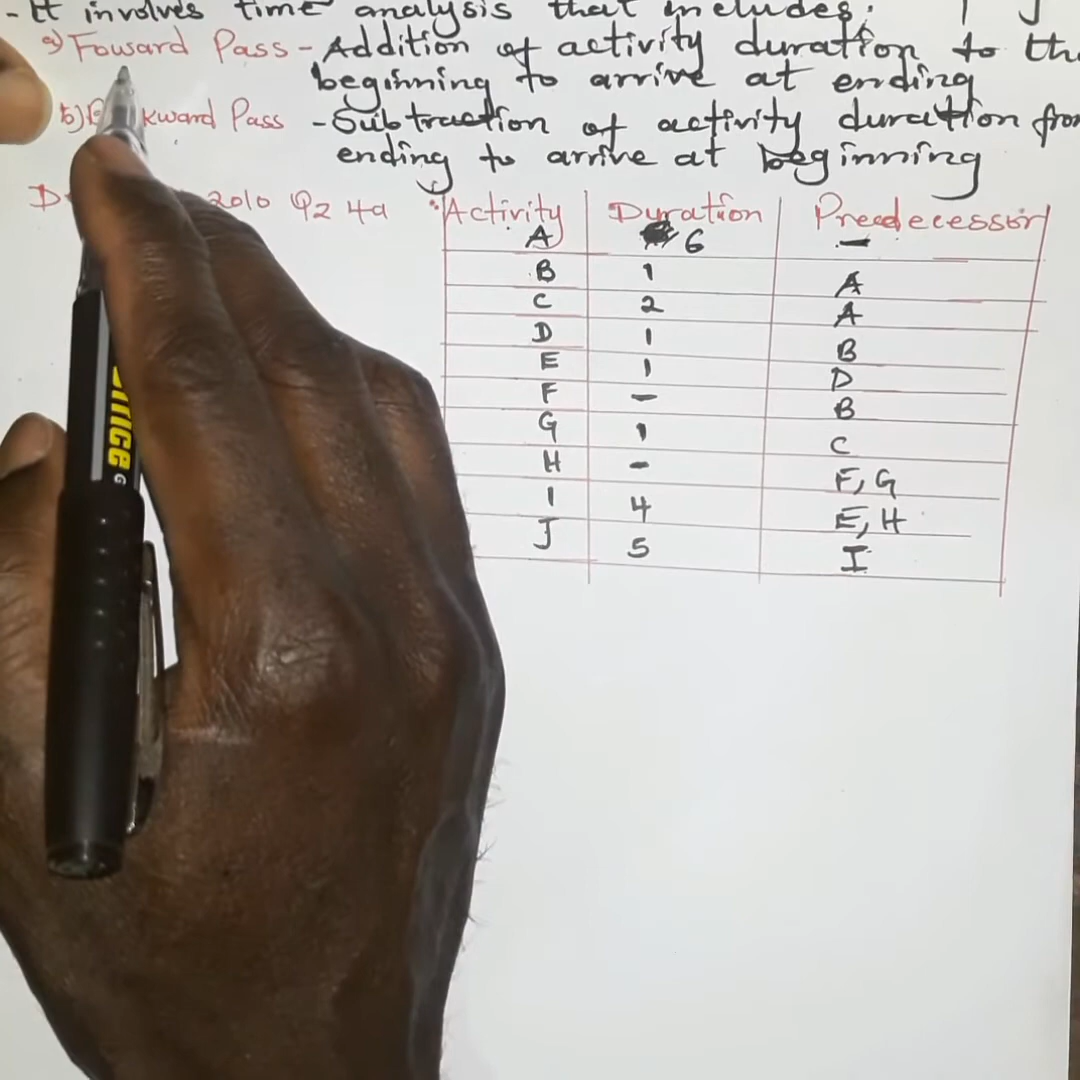 - It involves time analysis that includes:
a) Foward Pass - Addition of activity duration to the
beginning to arrive at ending
b) kward Pass - Subtraction of activity duration from
ending to arrive at beginning
D 2010 Q2 4a Activity Duration Predecessor
A 6 -
B 1 A
C 2 A
D 1 B
E 1 D
F - B
G 1 C
H - F, G
I 4 E, H
J 5 I